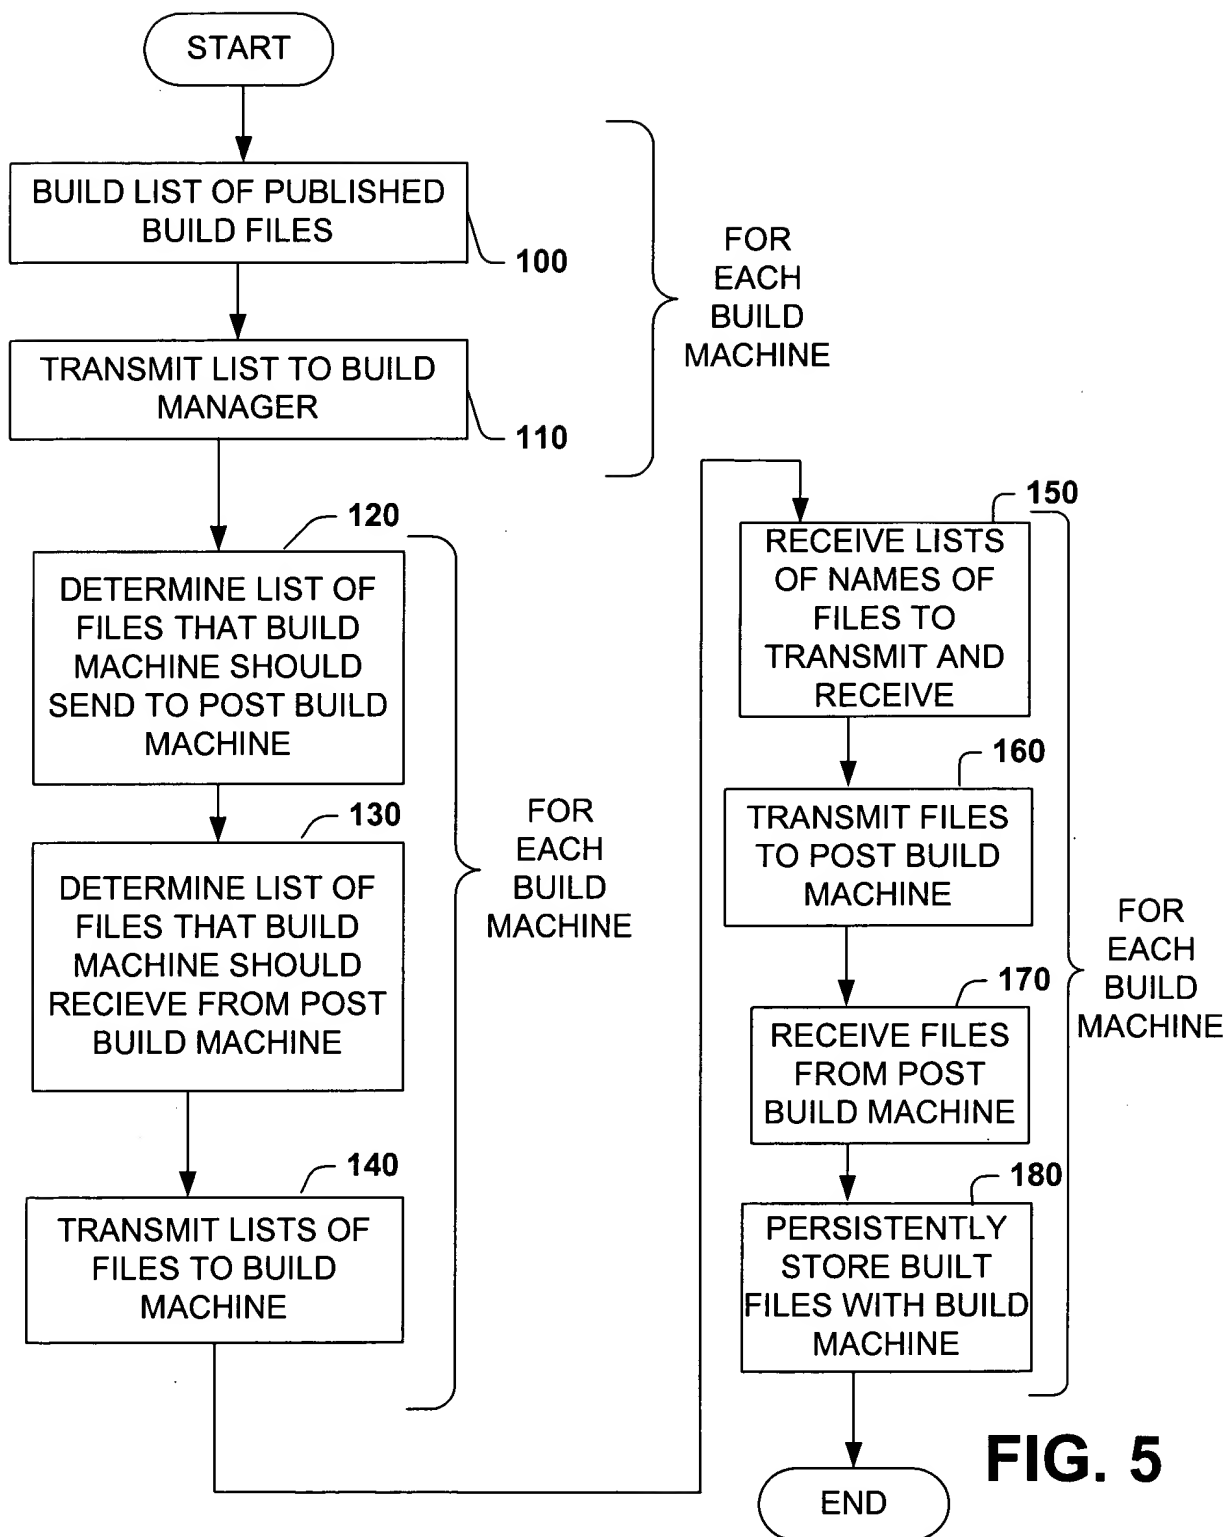 START
BUILD LIST OF PUBLISHED
BUILD FILES
100
TRANSMIT LIST TO BUILD
MANAGER
110
FOR
EACH
BUILD
MACHINE
120
DETERMINE LIST OF
FILES THAT BUILD
MACHINE SHOULD
SEND TO POST BUILD
MACHINE
130
DETERMINE LIST OF
FILES THAT BUILD
MACHINE SHOULD
RECIEVE FROM POST
BUILD MACHINE
140
TRANSMIT LISTS OF
FILES TO BUILD
MACHINE
FOR
EACH
BUILD
MACHINE
150
RECEIVE LISTS
OF NAMES OF
FILES TO
TRANSMIT AND
RECEIVE
160
TRANSMIT FILES
TO POST BUILD
MACHINE
170
RECEIVE FILES
FROM POST
BUILD MACHINE
180
PERSISTENTLY
STORE BUILT
FILES WITH BUILD
MACHINE
FOR
EACH
BUILD
MACHINE
END
FIG. 5